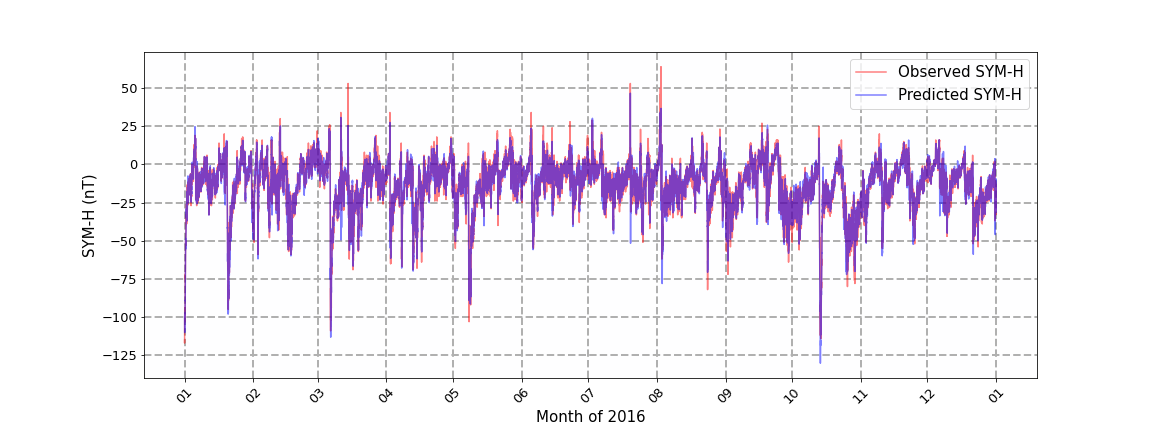 Observed SYM-H
Predicted SYM-H
SYM-H (nT)
50
25
0
−25
−50
−75
−100
−125
01 02 03 04 05 06 07 08 09 10 11 12 01
Month of 2016